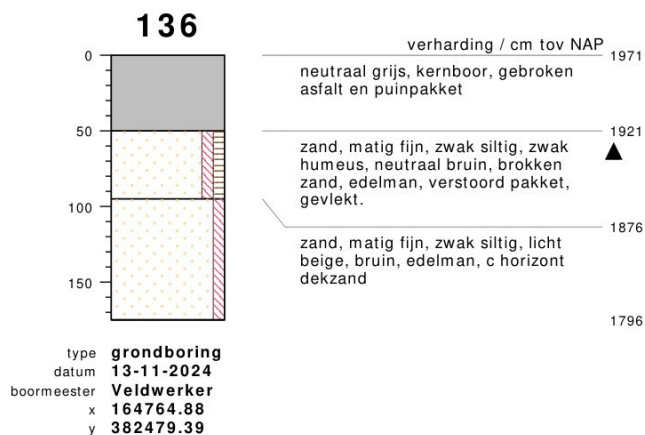 136
verharding / cm tov NAP
0
1971
neutraal grijs, kernboor, gebroken
asfalt en puinpakket
50
1921
zand, matig fijn, zwak siltig, zwak
humeus, neutraal bruin, brokken
zand, edelman, verstoord pakket,
gevlekt.
100
1876
zand, matig fijn, zwak siltig, licht
beige, bruin, edelman, c horizont
dekzand
150
1796
type grondboring
datum 13-11-2024
boormeester Veldwerker
x 164764.88
y 382479.39